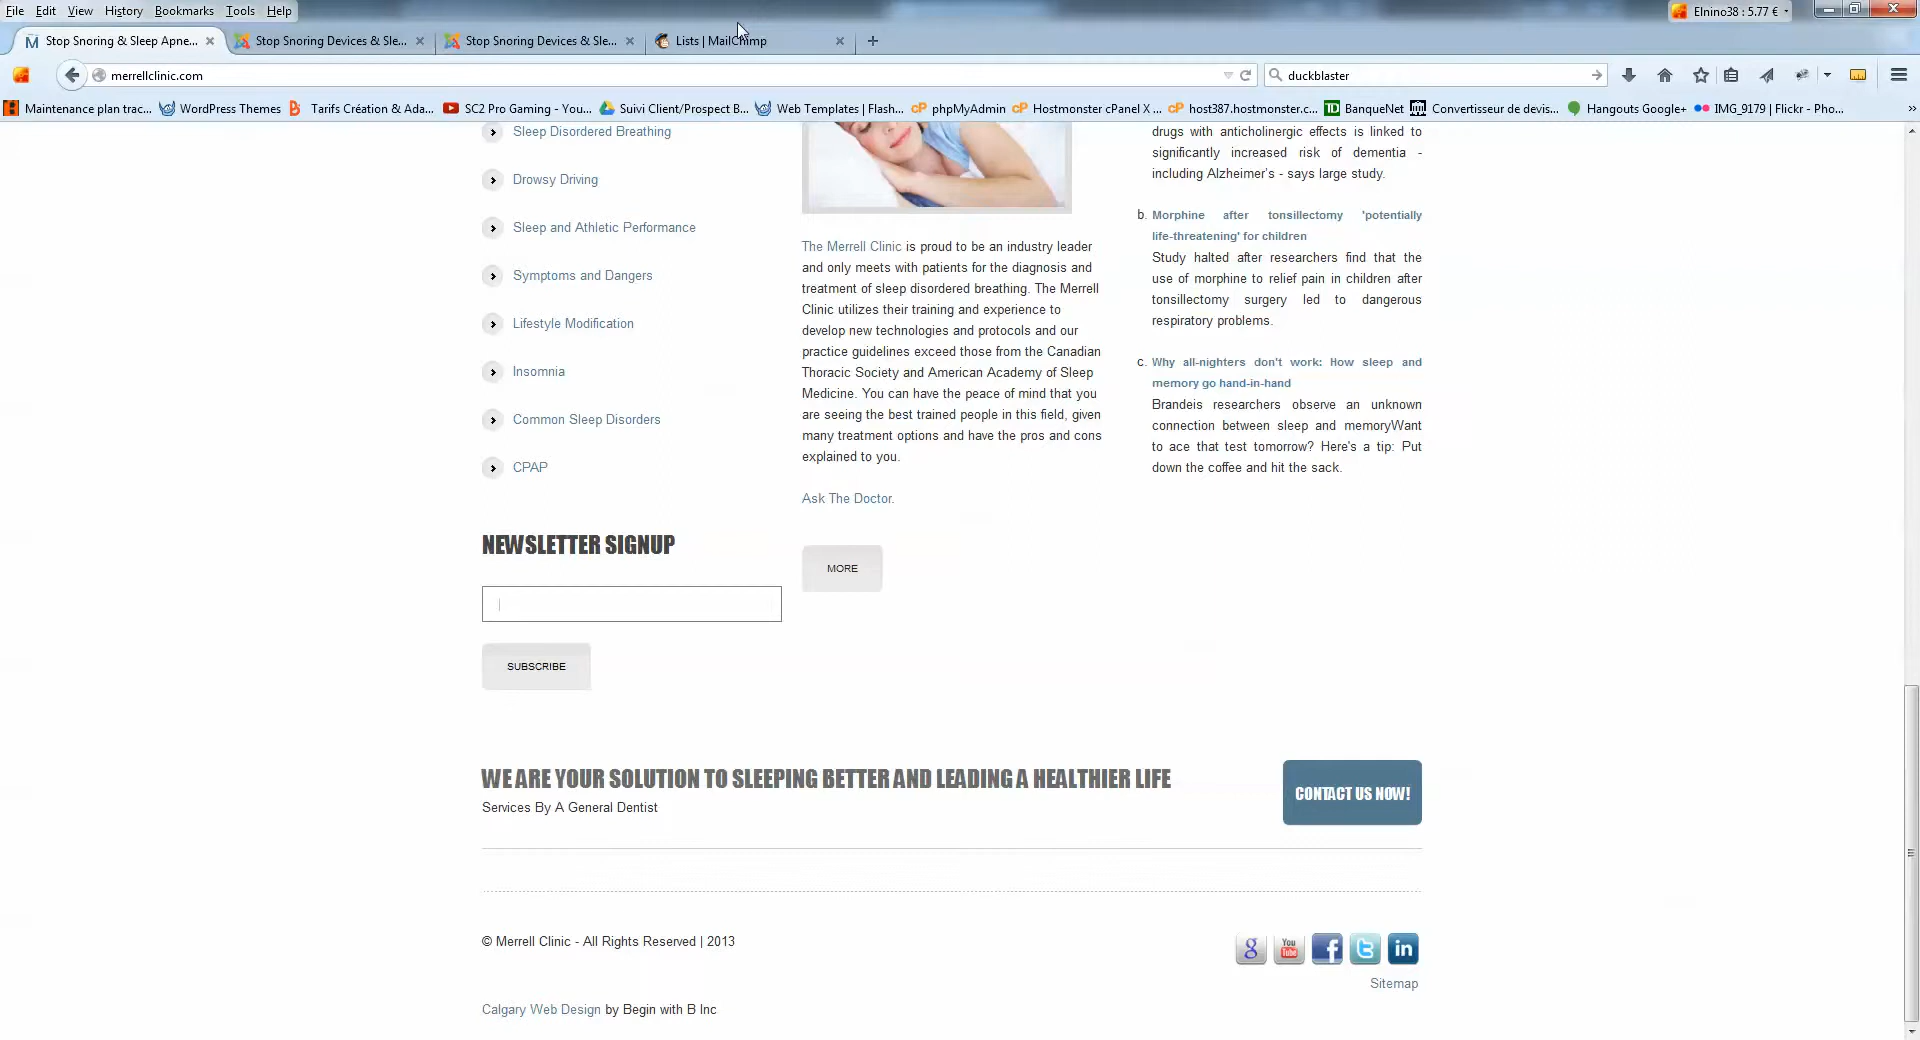 File Edit View History Bookmarks Tools Help
Elnino38 : 5.77 €
Stop Snoring & Sleep Apne...
Stop Snoring Devices & Sle...
Stop Snoring Devices & Sle...
Lists | MailChimp
merrellclinic.com
duckblaster
Maintenance plan trac...
WordPress Themes
Tarifs Création & Ada...
SC2 Pro Gaming - You...
Suivi Client/Prospect B...
Web Templates | Flash...
phpMyAdmin
Hostmonster cPanel X ...
host387.hostmonster.c...
BanqueNet
Convertisseur de devis...
Hangouts Google+
IMG_9179 | Flickr - Pho...
Sleep Disordered Breathing
Drowsy Driving
Sleep and Athletic Performance
Symptoms and Dangers
Lifestyle Modification
Insomnia
Common Sleep Disorders
CPAP
NEWSLETTER SIGNUP
SUBSCRIBE
The Merrell Clinic is proud to be an industry leader
and only meets with patients for the diagnosis and
treatment of sleep disordered breathing. The Merrell
Clinic utilizes their training and experience to
develop new technologies and protocols and our
practice guidelines exceed those from the Canadian
Thoracic Society and American Academy of Sleep
Medicine. You can have the peace of mind that you
are seeing the best trained people in this field, given
many treatment options and have the pros and cons
explained to you.
Ask The Doctor.
MORE
drugs with anticholinergic effects is linked to
significantly increased risk of dementia -
including Alzheimer's - says large study.
b. Morphine after tonsillectomy 'potentially
life-threatening' for children
Study halted after researchers find that the
use of morphine to relief pain in children after
tonsillectomy surgery led to dangerous
respiratory problems.
c. Why all-nighters don't work: How sleep and
memory go hand-in-hand
Brandeis researchers observe an unknown
connection between sleep and memoryWant
to ace that test tomorrow? Here's a tip: Put
down the coffee and hit the sack.
WE ARE YOUR SOLUTION TO SLEEPING BETTER AND LEADING A HEALTHIER LIFE
Services By A General Dentist
CONTACT US NOW!
© Merrell Clinic - All Rights Reserved | 2013
g
You Tube
f
t
in
Sitemap
Calgary Web Design by Begin with B Inc